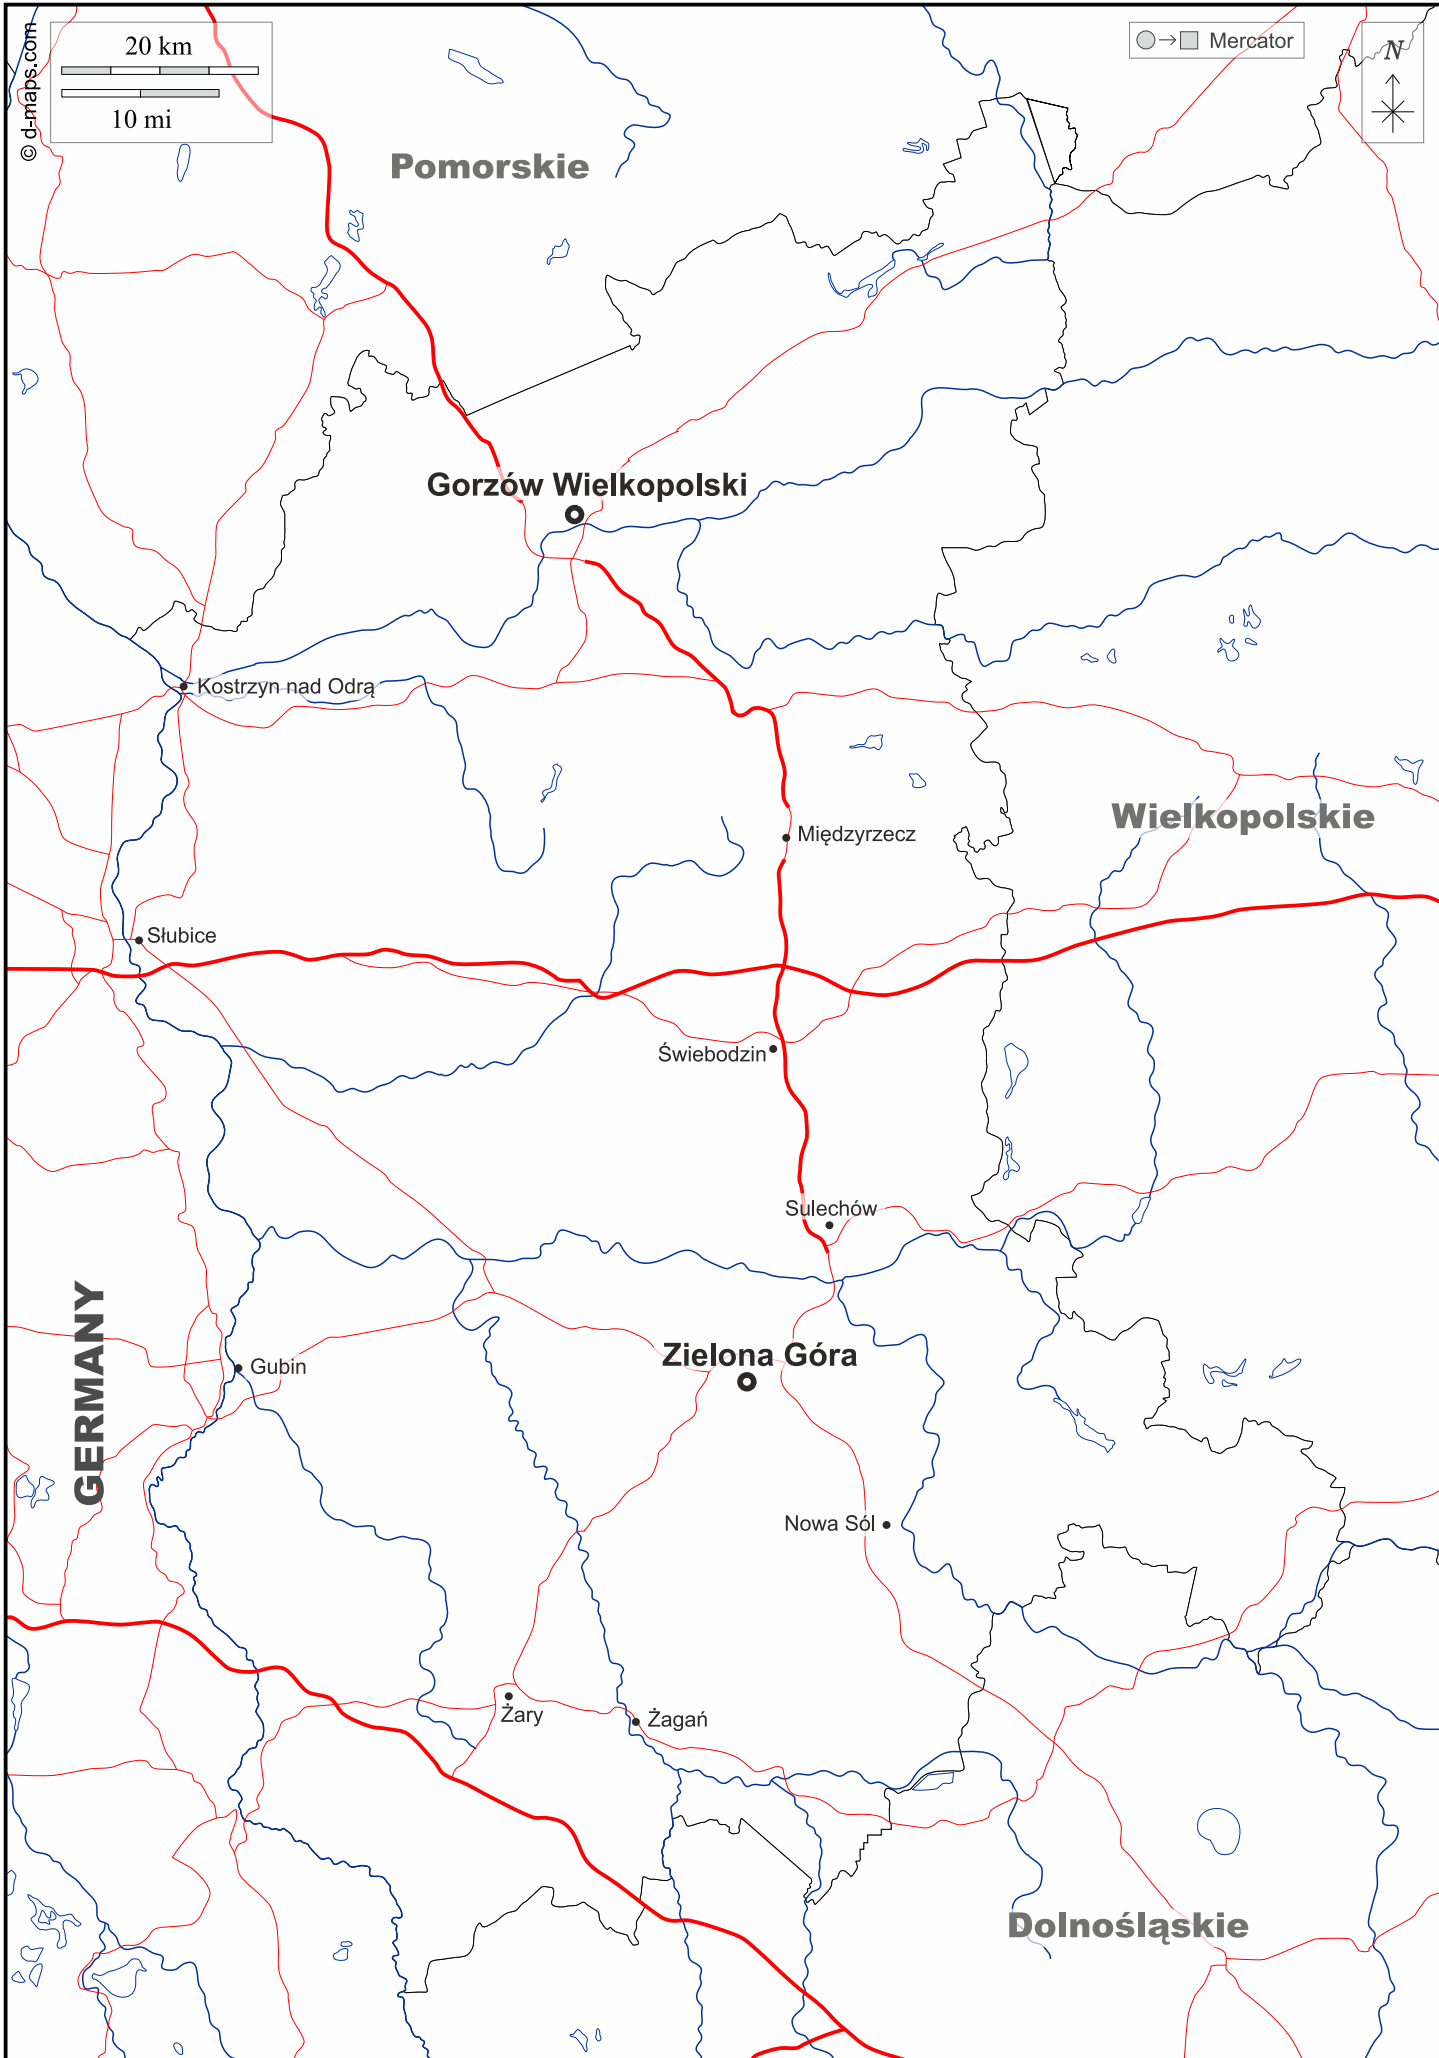 © d-maps.com
20 km
10 mi
Mercator
N
Pomorskie
Gorzów Wielkopolski
Kostrzyn nad Odrą
Wielkopolskie
Międzyrzecz
Słubice
Świebodzin
Sulechów
GERMANY
Zielona Góra
Gubin
Nowa Sól
Żary
Żagań
Dolnośląskie